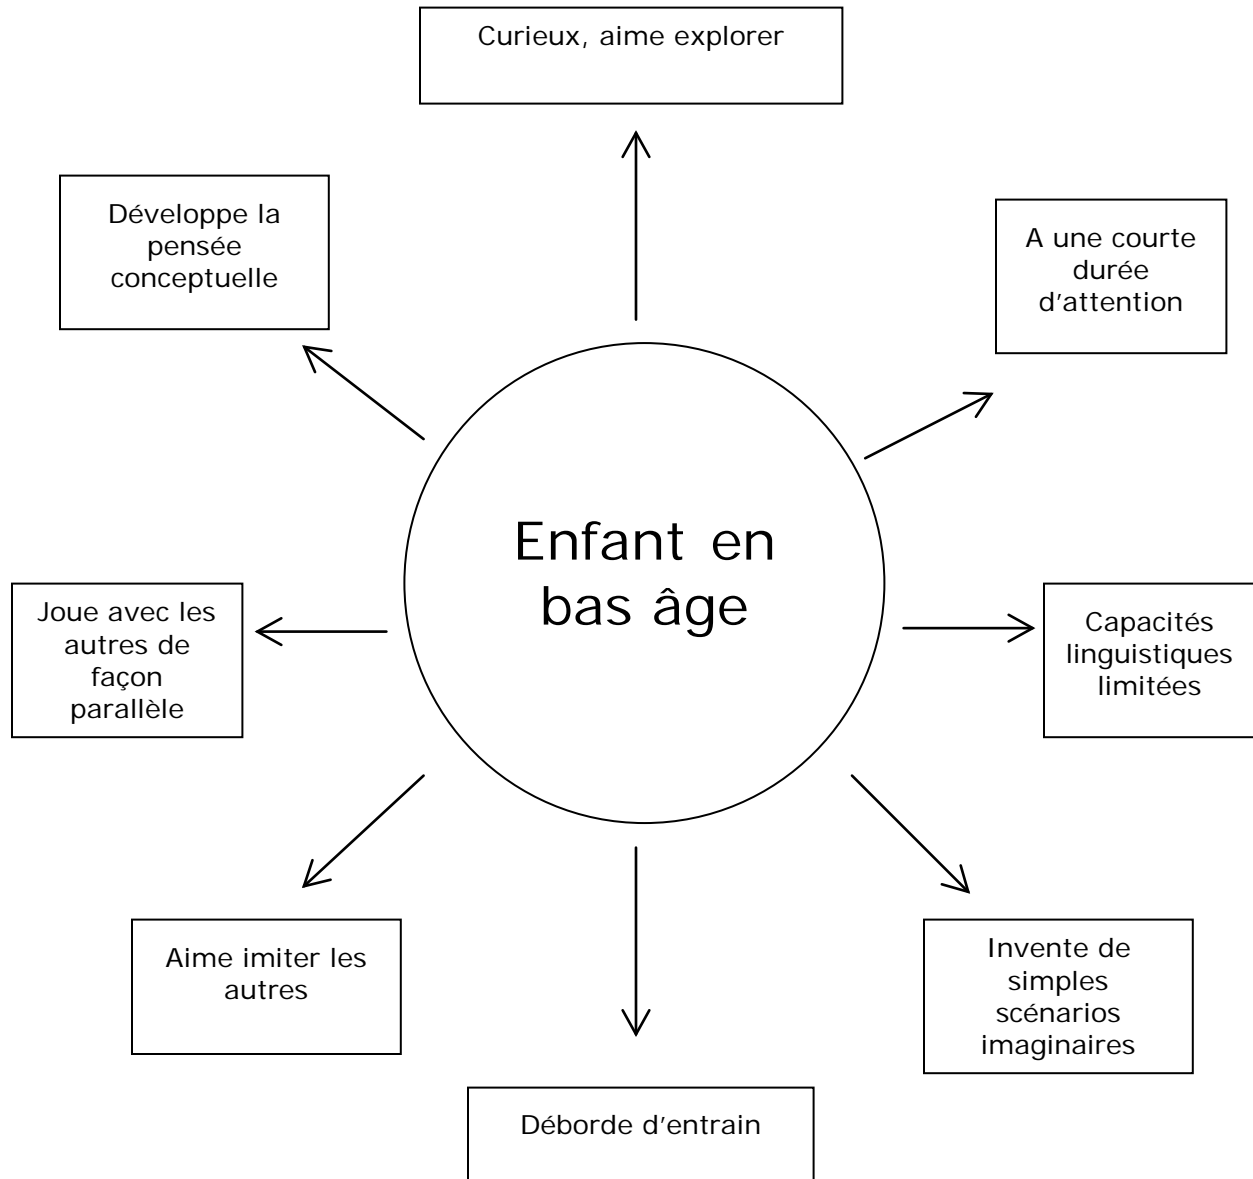 Curieux, aime explorer
Développe la
pensée
conceptuelle
A une courte
durée
d'attention
Enfant en
bas âge
Joue avec les
autres de
façon
parallèle
Capacités
linguistiques
limitées
Aime imiter les
autres
Invente de
simples
scénarios
imaginaires
Déborde d'entrain